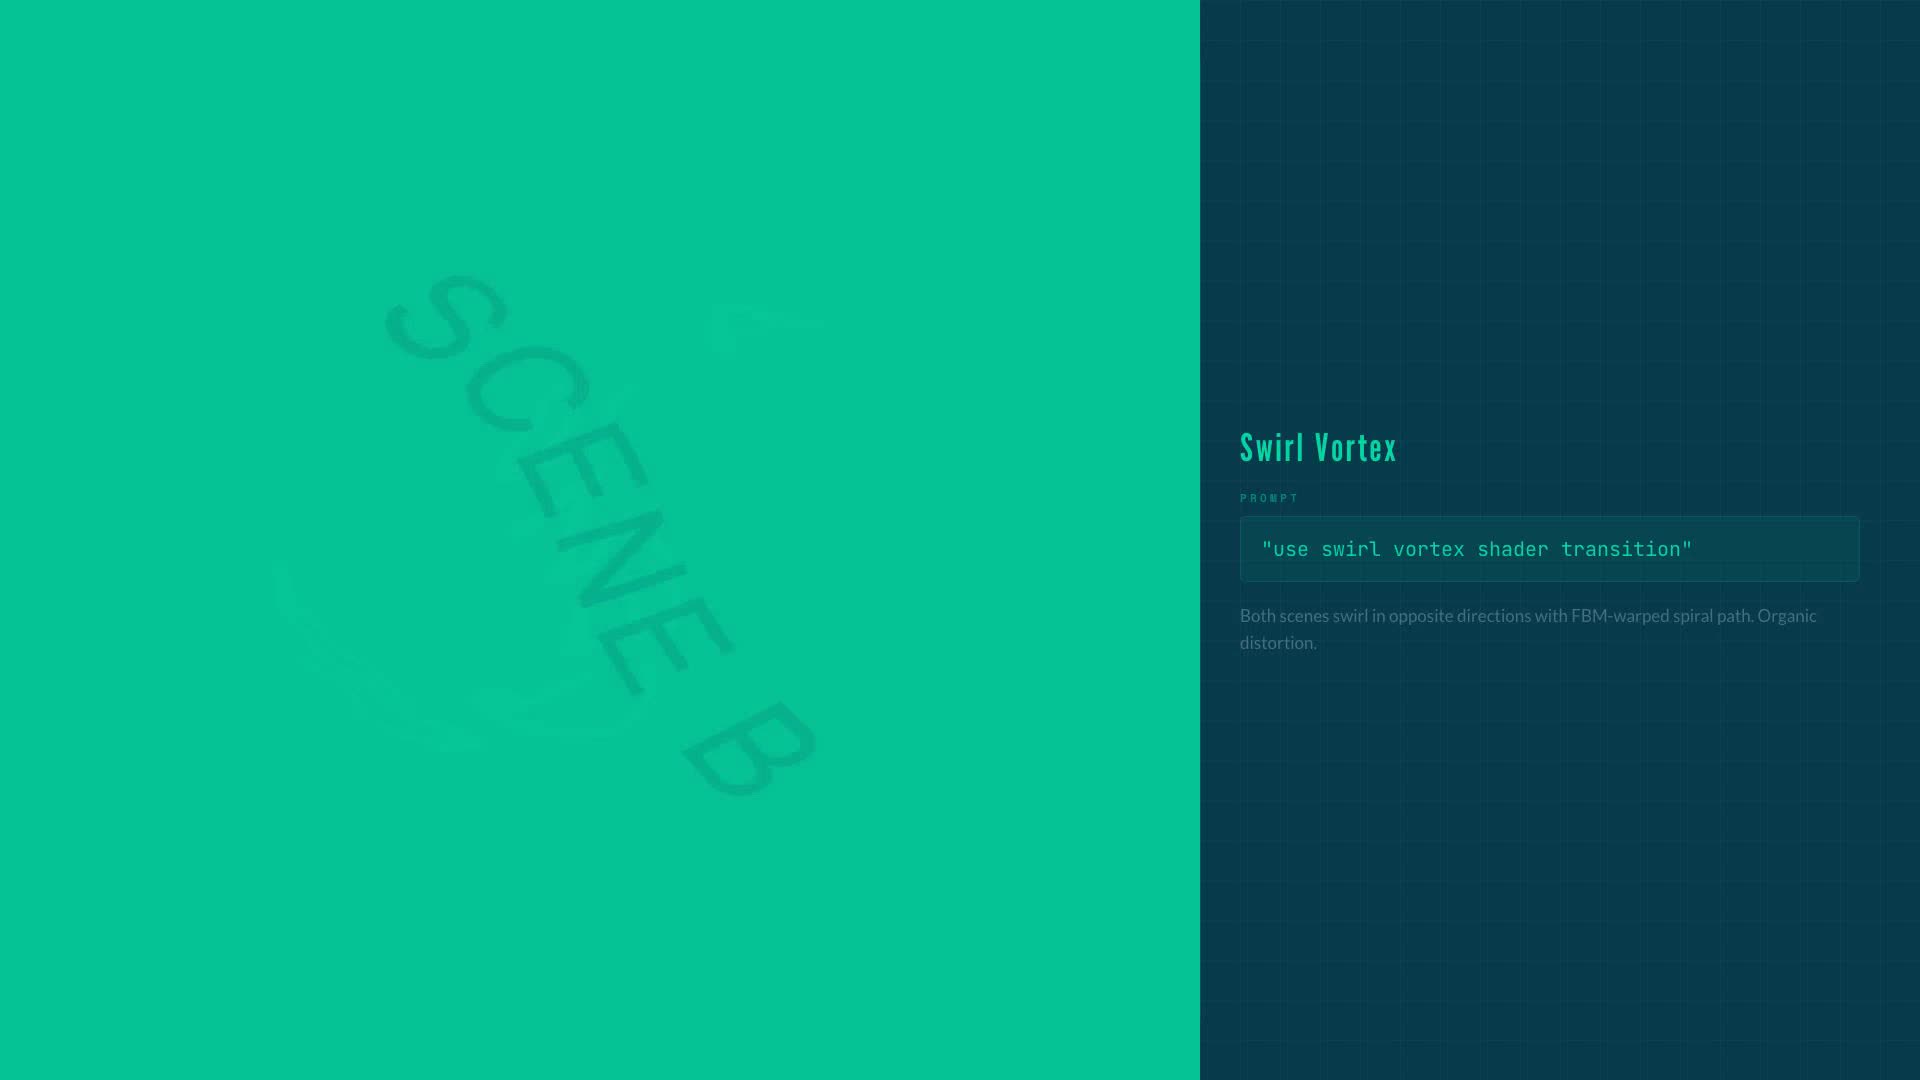 SCENE B
Swirl Vortex
PROMPT
"use swirl vortex shader transition"
Both scenes swirl in opposite directions with FBM-warped spiral path. Organic
distortion.